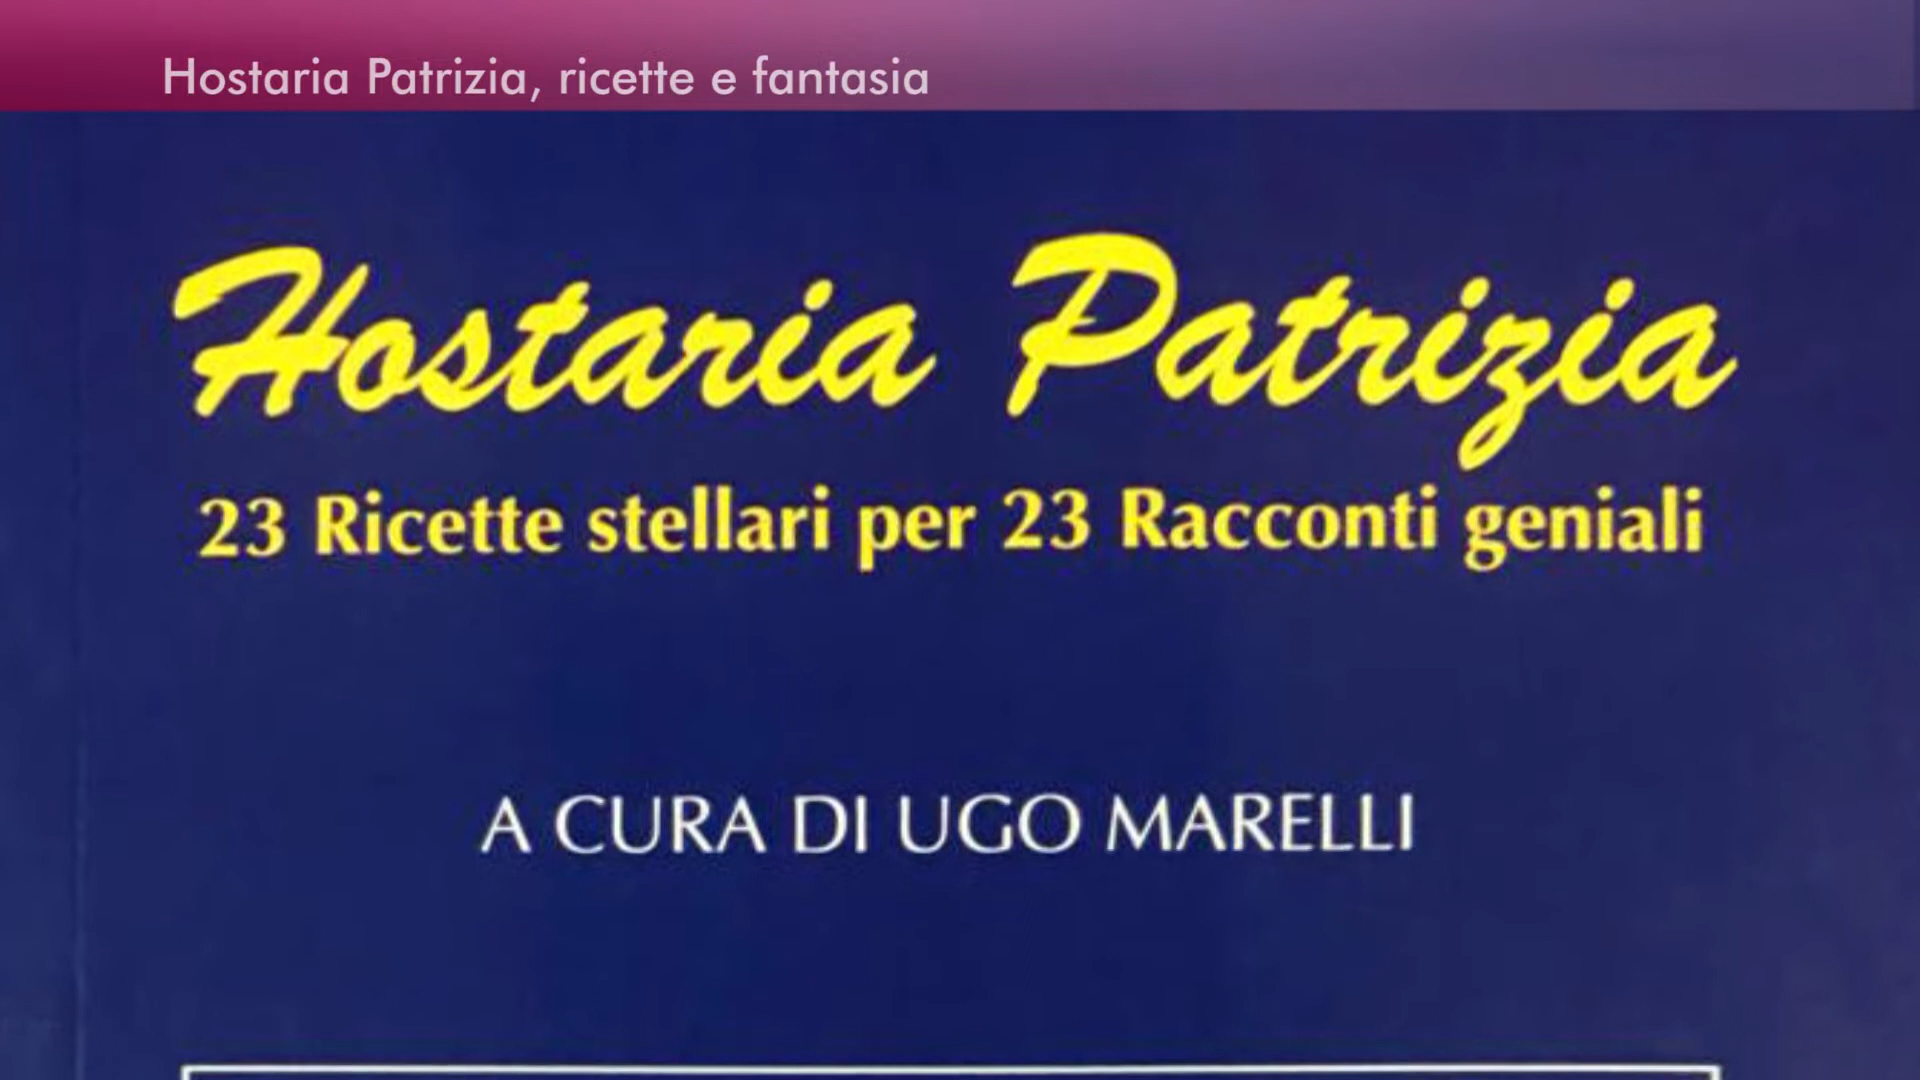 Hostaria Patrizia, ricette e fantasia
Hostaria Patrizia
23 Ricette stellari per 23 Racconti geniali
A CURA DI UGO MARELLI